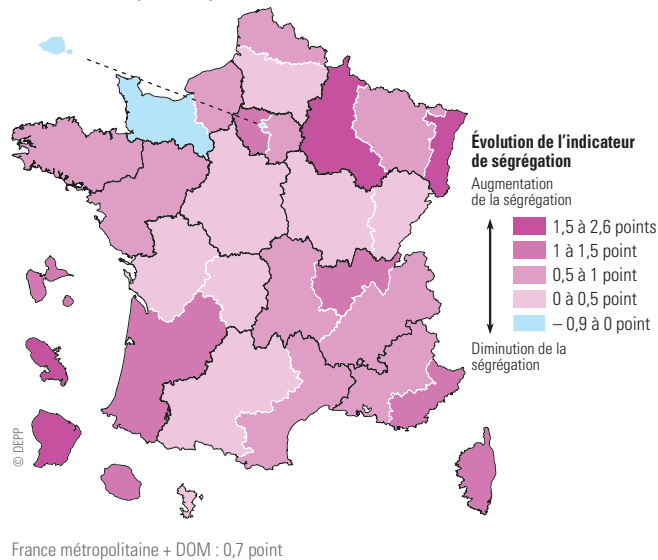 Évolution de l'indicateur
de ségrégation
Augmentation
de la ségrégation
1,5 à 2,6 points
1 à 1,5 point
0,5 à 1 point
0 à 0,5 point
– 0,9 à 0 point
Diminution de la
ségrégation
© DEPP
France métropolitaine + DOM : 0,7 point